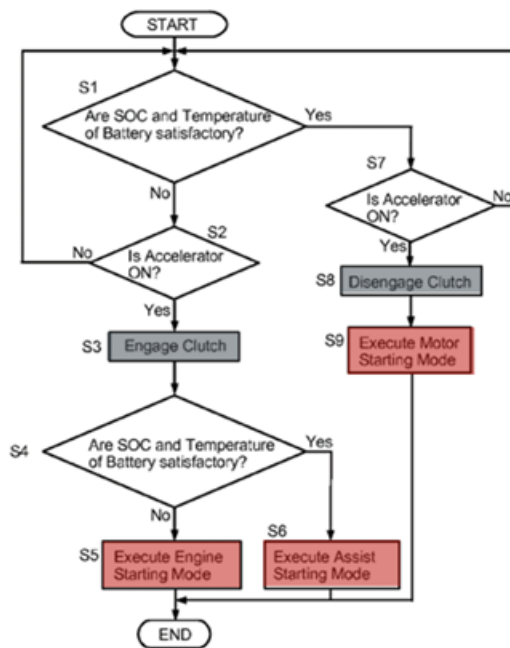 START
S1
Are SOC and Temperature
of Battery satisfactory?
Yes
No
S7
Is Accelerator
ON?
No
Yes
S2
No
Is Accelerator
ON?
Yes
S8
Disengage Clutch
S3
Engage Clutch
S9
Execute Motor
Starting Mode
S4
Are SOC and Temperature
of Battery satisfactory?
Yes
No
S5
Execute Engine
Starting Mode
S6
Execute Assist
Starting Mode
END